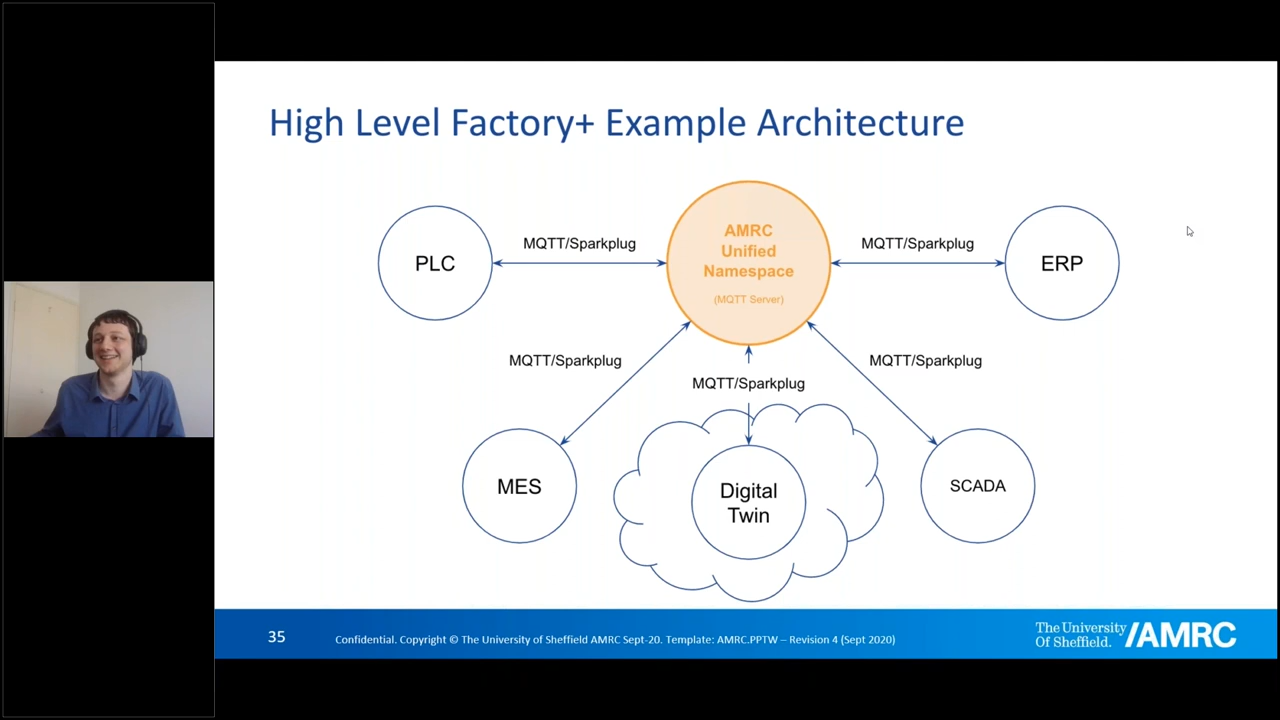 High Level Factory+ Example Architecture
AMRC
Unified
Namespace
(MQTT Server)
PLC
MQTT/Sparkplug
MQTT/Sparkplug
ERP
MQTT/Sparkplug
MQTT/Sparkplug
MQTT/Sparkplug
MES
Digital
Twin
SCADA
35
Confidential. Copyright © The University of Sheffield AMRC Sept-20. Template: AMRC.PPTW – Revision 4 (Sept 2020)
The University
Of Sheffield.
AMRC